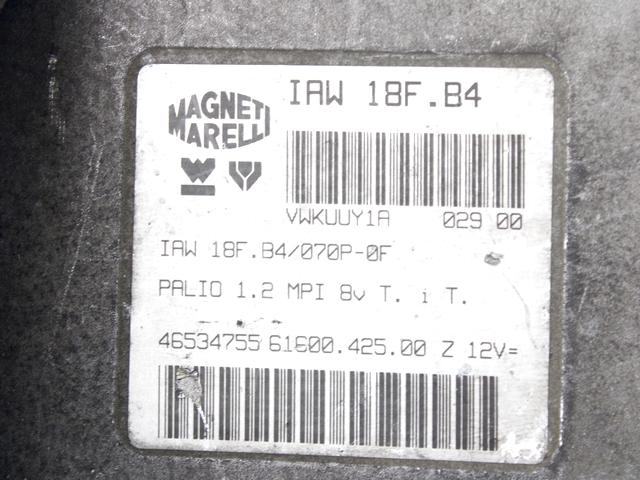 MAGNETI
MARELLI
IAW 18F.B4
VWKUUY1A 029 00
IAW 18F.B4/070P-0F
PALIO 1.2 MPI 8v T. i T.
46534755 61600.425.00 Z 12V=